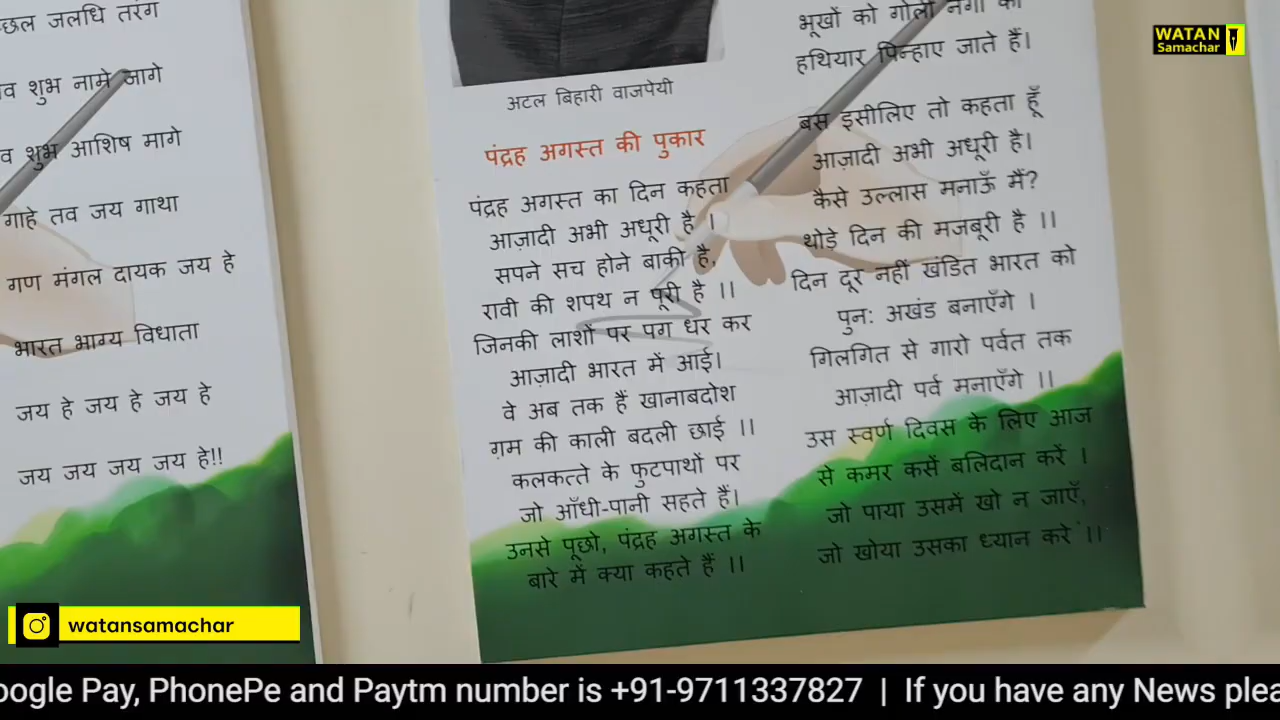 जलधि तरंग
शुभ नामे जागे
शुभ आशिष मागे
गाहे तव जय गाथा
गण मंगल दायक जय हे
भारत भाग्य विधाता
जय हे जय हे जय हे
जय जय जय जय हे!!
अटल बिहारी वाजपेयी
पंद्रह अगस्त की पुकार
पंद्रह अगस्त का दिन कहता
आज़ादी अभी अधूरी है ।
सपने सच होने बाकी है,
रावी की शपथ न पूरी है ।।
जिनकी लाशों पर पग धर कर
आज़ादी भारत में आई।
वे अब तक हैं खानाबदोश
ग़म की काली बदली छाई ।।
कलकत्ते के फुटपाथों पर
जो आँधी-पानी सहते हैं।
उनसे पूछो, पंद्रह अगस्त के
बारे में क्या कहते हैं ।।
भूखों को गोली
हथियार पिन्हाए जाते हैं।
बस इसीलिए तो कहता हूँ
आज़ादी अभी अधूरी है।
कैसे उल्लास मनाऊँ मैं?
थोड़े दिन की मजबूरी है ।।
दिन दूर नहीं खंडित भारत को
पुन: अखंड बनाएँगे ।
गिलगित से गारो पर्वत तक
आज़ादी पर्व मनाएँगे ।।
उस स्वर्ण दिवस के लिए आज
से कमर कसें बलिदान करें ।
जो पाया उसमें खो न जाएँ,
जो खोया उसका ध्यान करे ।।
WATAN
Samachar
watansamachar
Pay, PhonePe and Paytm number is +91-9711337827 | If you have any News